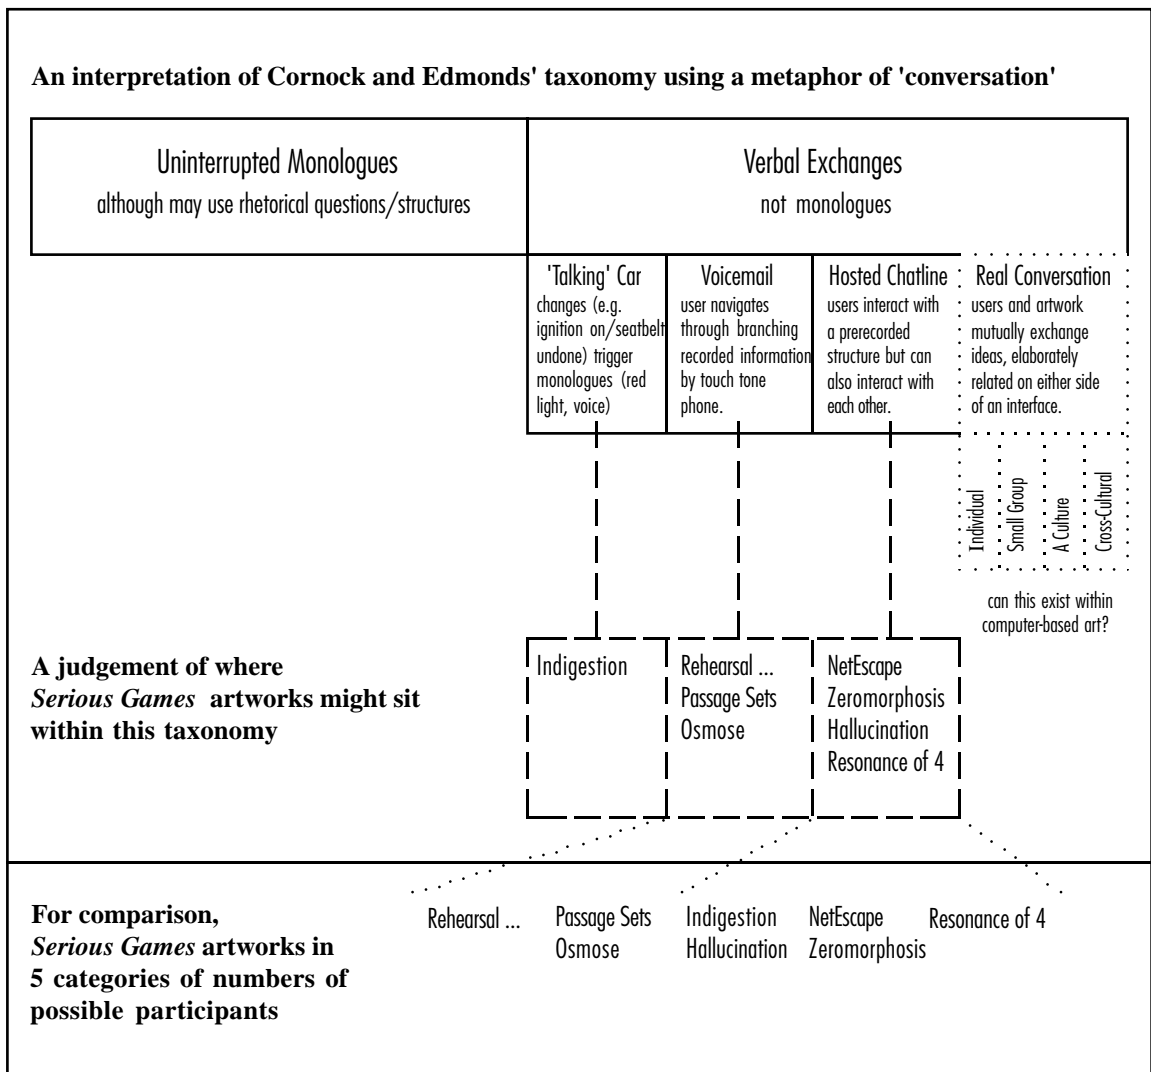 An interpretation of Cornock and Edmonds' taxonomy using a metaphor of 'conversation'
Uninterrupted Monologues
although may use rhetorical questions/structures
Verbal Exchanges
not monologues
'Talking' Car
changes (e.g.
ignition on/seatbelt
undone) trigger
monologues (red
light, voice)
Voicemail
user navigates
through branching
recorded information
by touch tone
phone.
Hosted Chatline
users interact with
a prerecorded
structure but can
also interact with
each other.
Real Conversation
users and artwork
mutually exchange
ideas, elaborately
related on either side
of an interface.
Individual
Small Group
A Culture
Cross-Cultural
can this exist within
computer-based art?
A judgement of where
Serious Games artworks might sit
within this taxonomy
Indigestion
Rehearsal ...
Passage Sets
Osmose
NetEscape
Zeromorphosis
Hallucination
Resonance of 4
For comparison,
Serious Games artworks in
5 categories of numbers of
possible participants
Rehearsal ...
Passage Sets
Osmose
Indigestion
Hallucination
NetEscape
Zeromorphosis
Resonance of 4